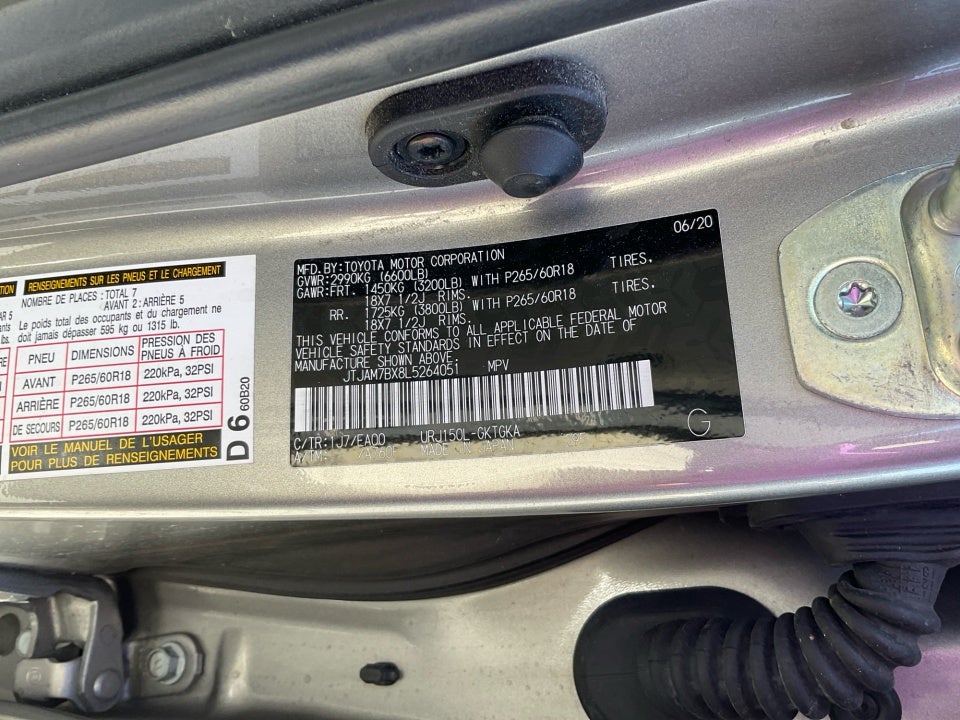 ION
RENSEIGNEMENTS SUR LES PNEUS ET LE CHARGEMENT
NOMBRE DE PLACES: TOTAL 7
AVANT 2: ARRIÈRE 5
Le poids total des occupants et du chargement ne
doit jamais dépasser 595 kg ou 1315 lb.
PNEU DIMENSIONS PRESSION DES PNEUS À FROID
AVANT P265/60R18 220kPa, 32PSI
ARRIÈRE P265/60R18 220kPa, 32PSI
DE SECOURS P265/60R18 220kPa, 32PSI
VOIR LE MANUEL DE L'USAGER
POUR PLUS DE RENSEIGNEMENTS
D 6 60B20
06/20
MFD.BY:TOYOTA MOTOR CORPORATION
GVWR:2990KG (6600LB)
GAWR:FRT. 1450KG (3200LB) WITH P265/60R18 TIRES,
18X7 1/2J RIMS.
RR. 1725KG (3800LB) WITH P265/60R18 TIRES,
18X7 1/2J RIMS.
THIS VEHICLE CONFORMS TO ALL APPLICABLE FEDERAL MOTOR
VEHICLE SAFETY STANDARDS IN EFFECT ON THE DATE OF
MANUFACTURE SHOWN ABOVE.
JTJAM7BX8L5264051 MPV
C/TR:1J7/EA00 URJ150L-GKTGKA
A/TM: MADE IN JAPAN
G